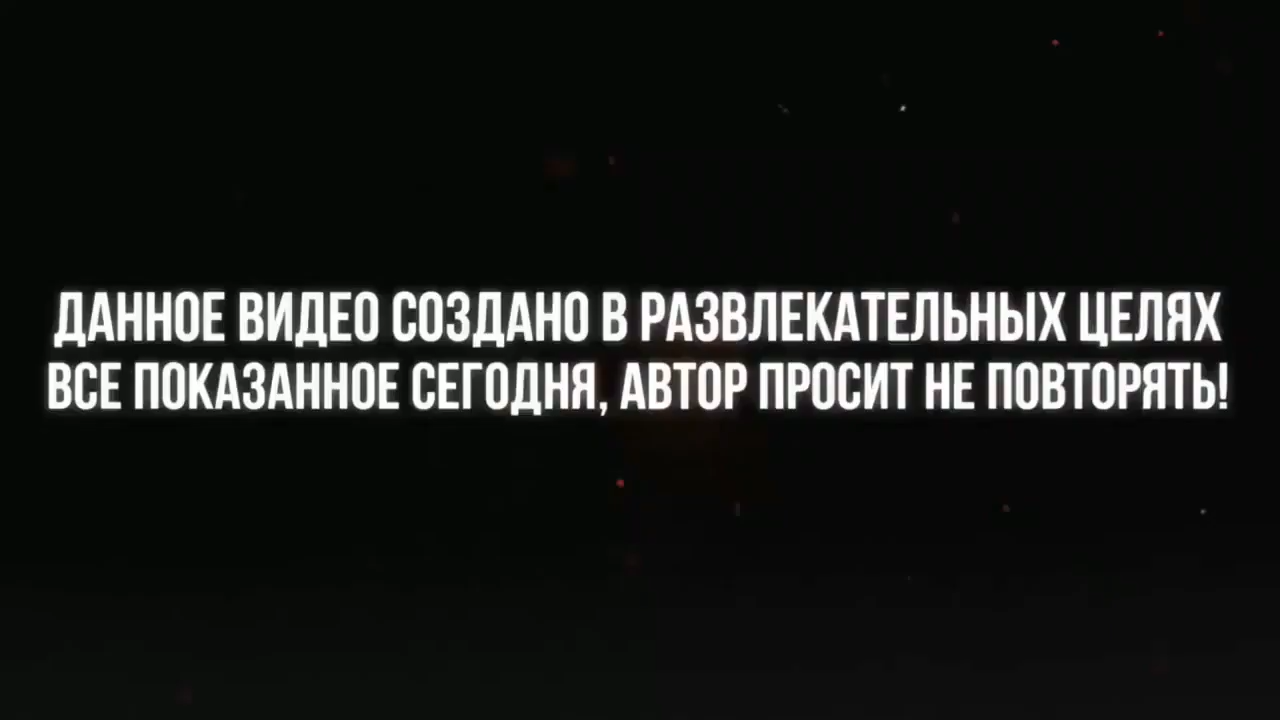 ДАННОЕ ВИДЕО СОЗДАНО В РАЗВЛЕКАТЕЛЬНЫХ ЦЕЛЯХ
ВСЕ ПОКАЗАННОЕ СЕГОДНЯ, АВТОР ПРОСИТ НЕ ПОВТОРЯТЬ!